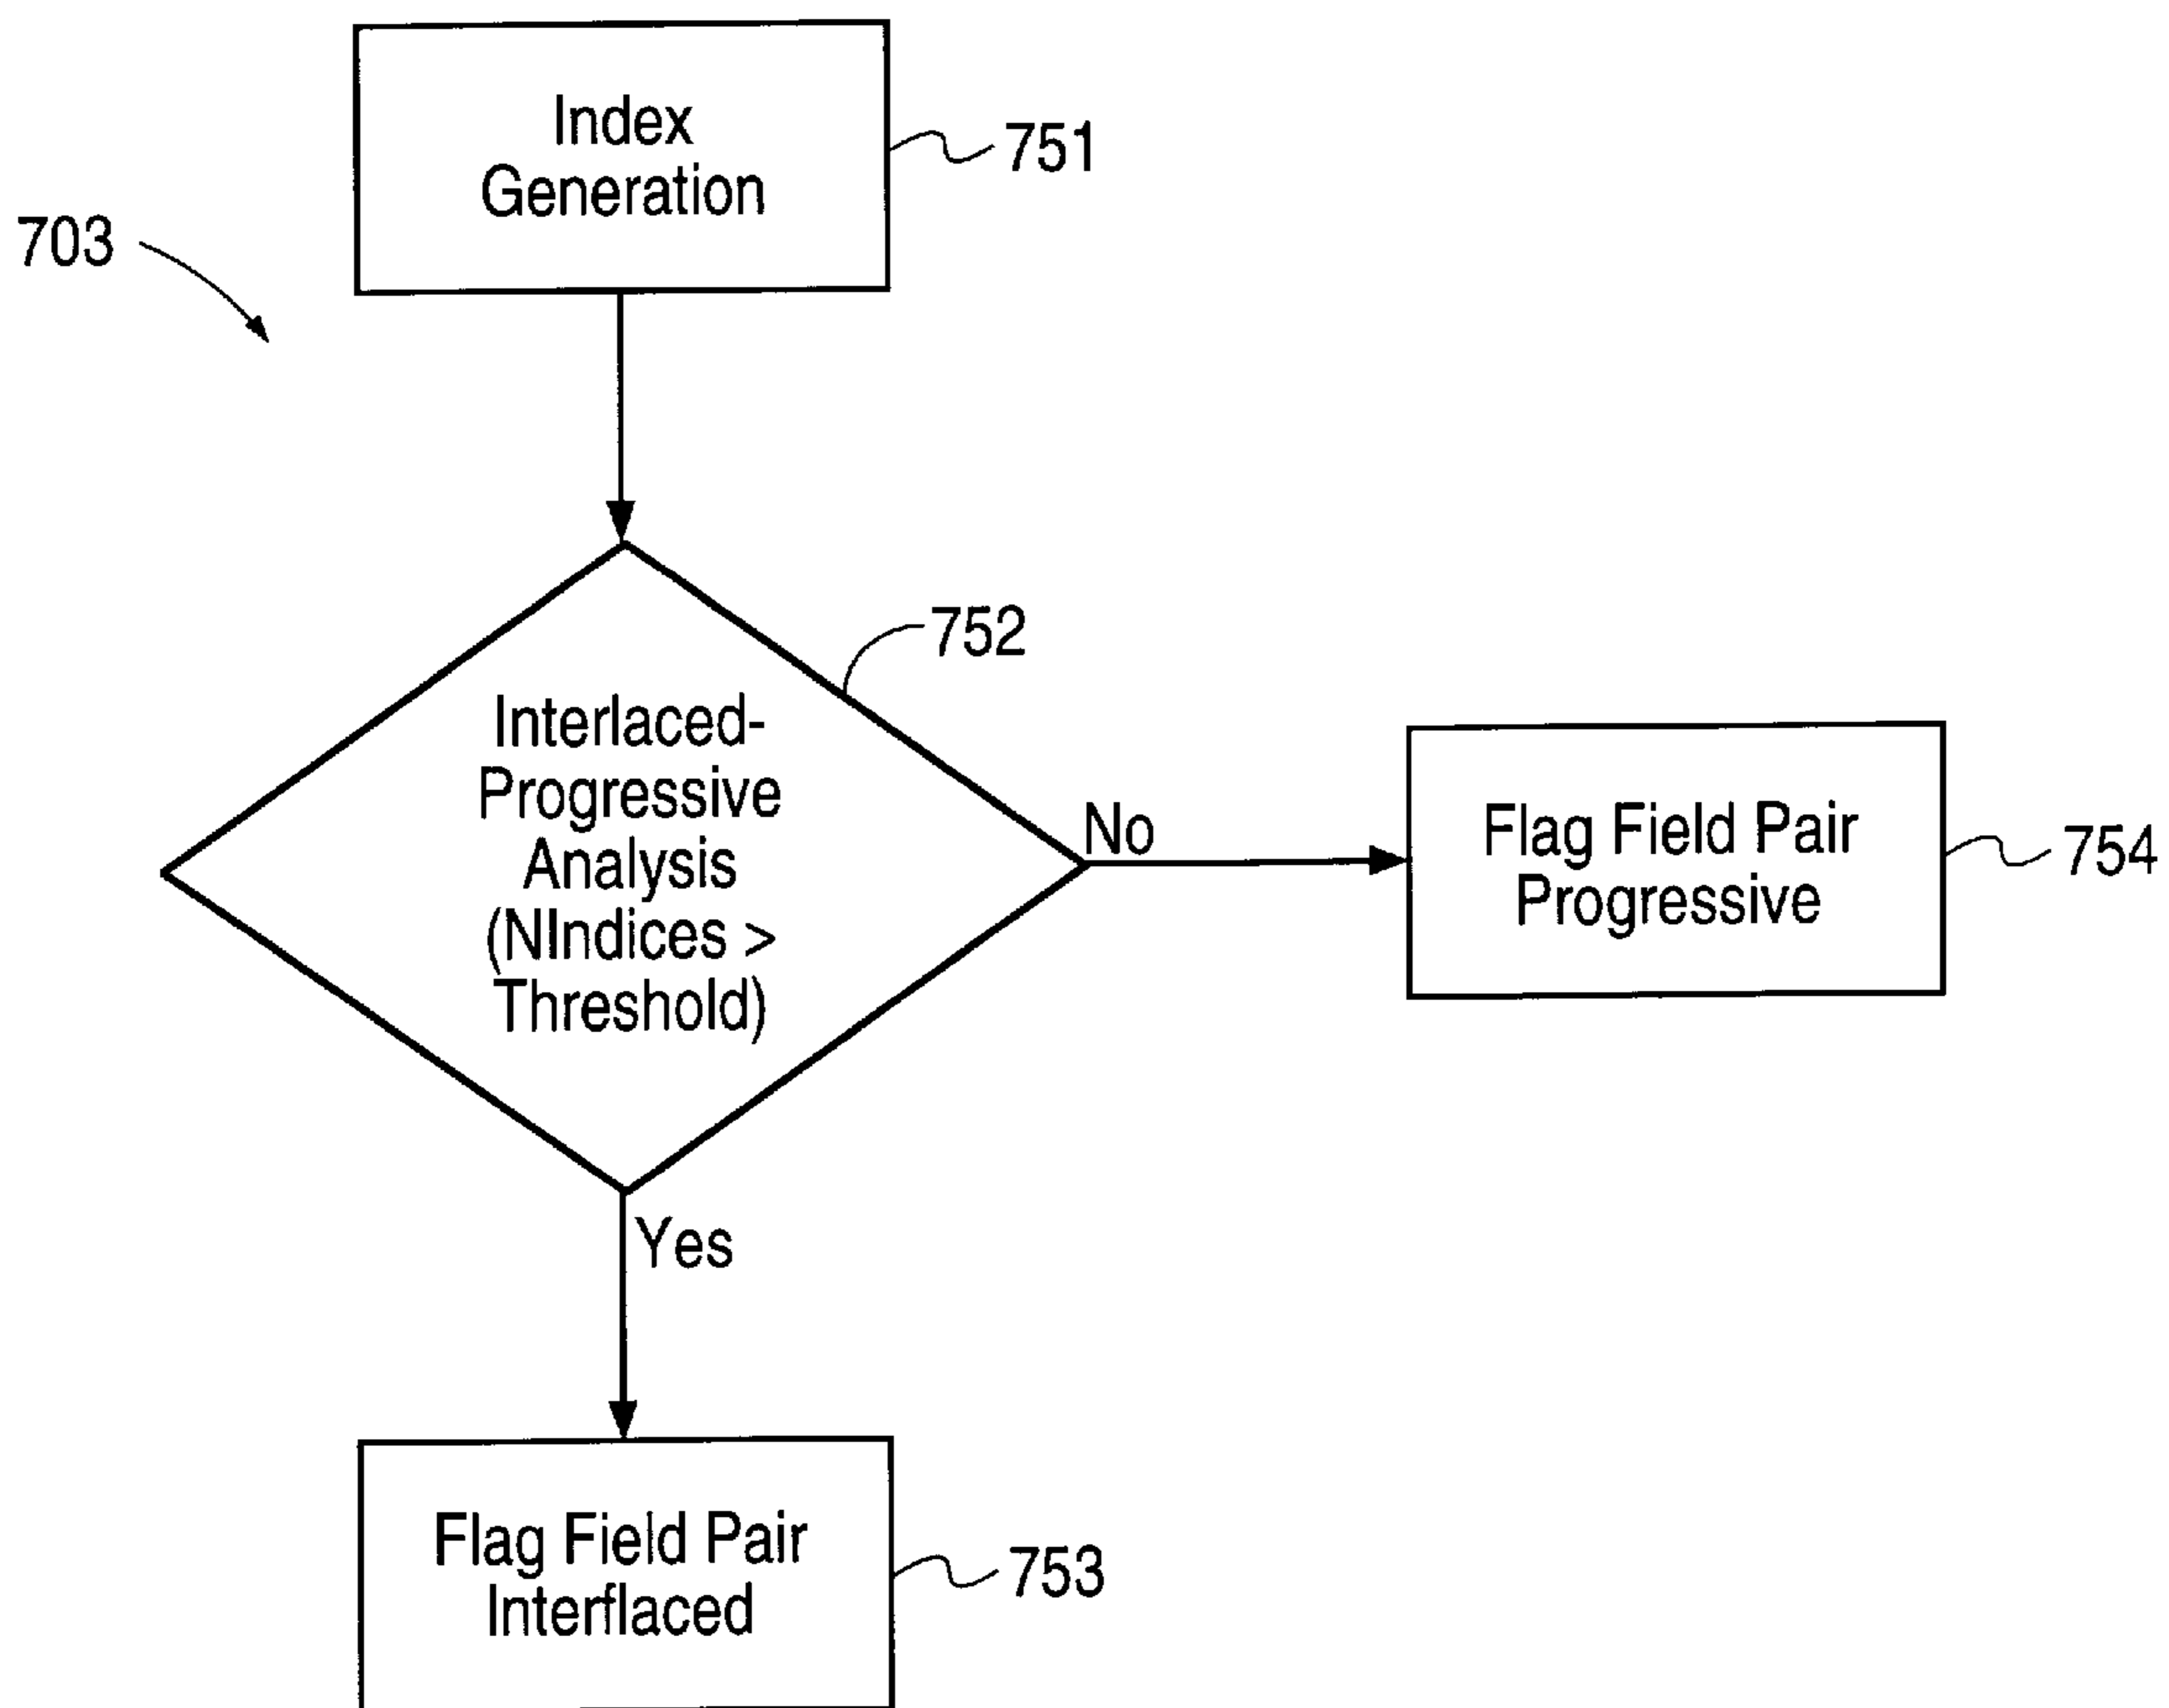 Index
Generation
751
703
752
Interlaced-
Progressive
Analysis
(NIndices >
Threshold)
No
Flag Field Pair
Progressive
754
Yes
Flag Field Pair
Interflaced
753